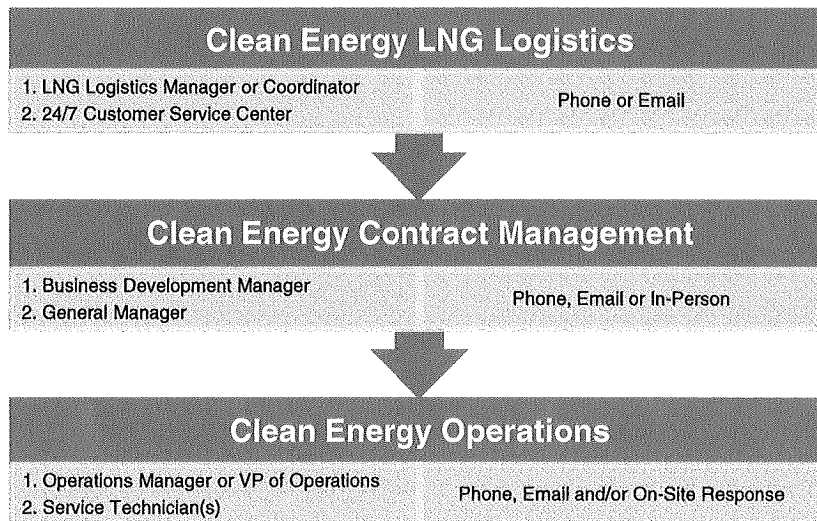 Clean Energy LNG Logistics
1. LNG Logistics Manager or Coordinator
2. 24/7 Customer Service Center
Phone or Email
Clean Energy Contract Management
1. Business Development Manager
2. General Manager
Phone, Email or In-Person
Clean Energy Operations
1. Operations Manager or VP of Operations
2. Service Technician(s)
Phone, Email and/or On-Site Response